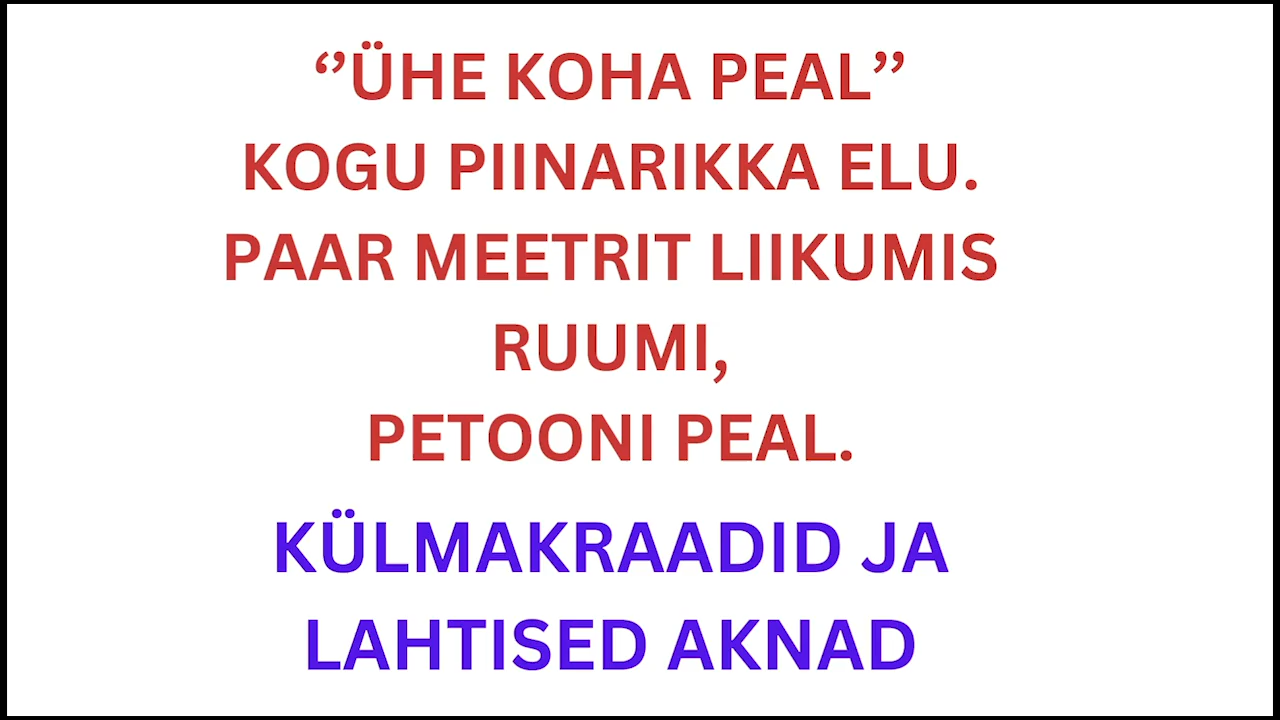 ‘’ÜHE KOHA PEAL’’
KOGU PIINARIKKA ELU.
PAAR MEETRIT LIIKUMIS
RUUMI,
PETOONI PEAL.
KÜLMAKRAADID JA
LAHTISED AKNAD